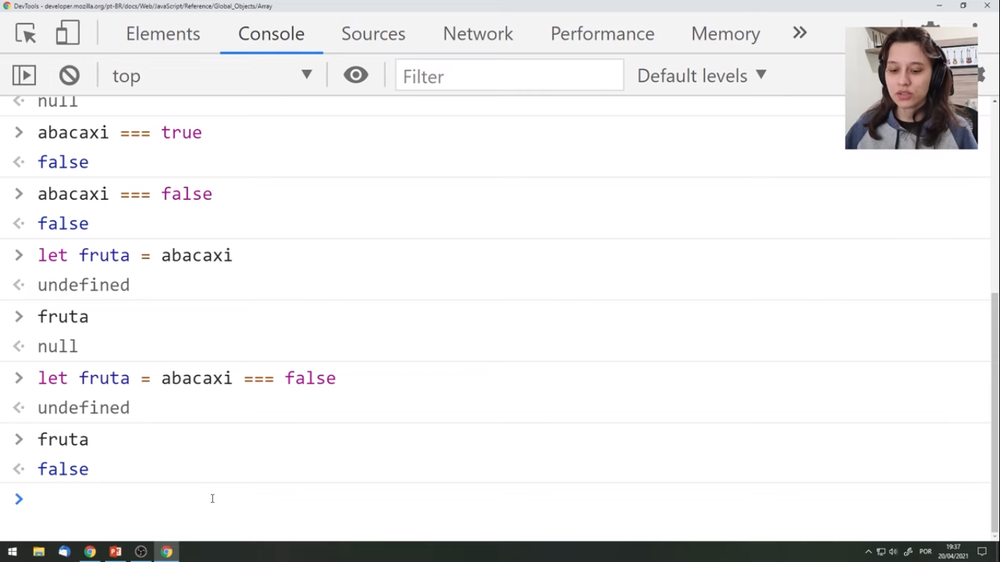 DevTools - developer.mozilla.org/pt-BR/docs/Web/JavaScript/Reference/Global_Objects/Array
Elements Console Sources Network Performance Memory
top Filter Default levels
null
abacaxi === true
false
abacaxi === false
false
let fruta = abacaxi
undefined
fruta
null
let fruta = abacaxi === false
undefined
fruta
false
POR
19:37
20/04/2021